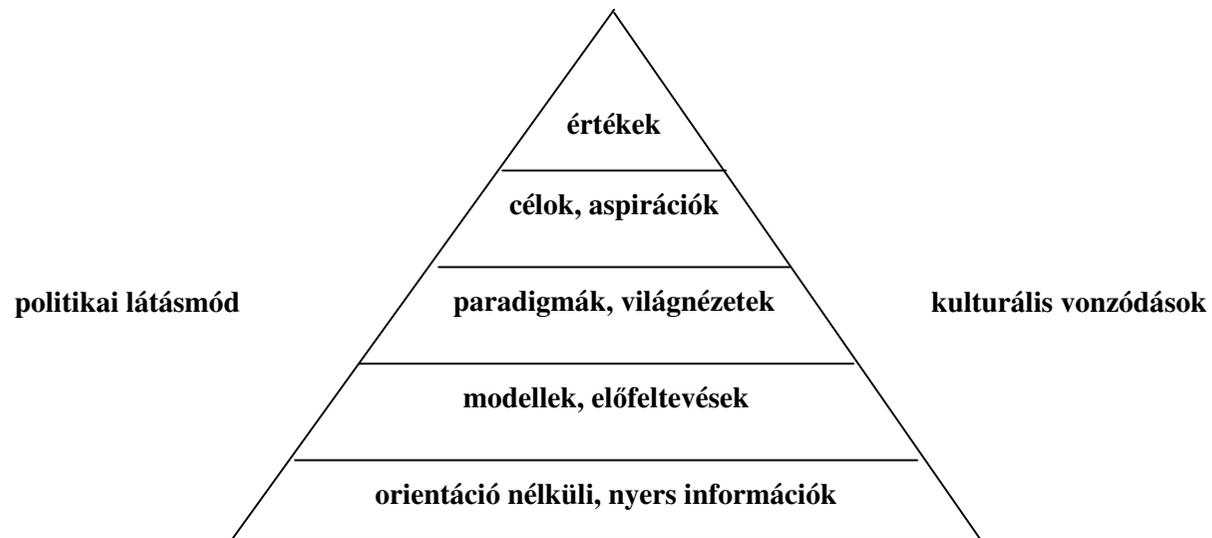 értékek
célok, aspirációk
politikai látásmód
paradigmák, világnézetek
kulturális vonzódások
modellek, előfeltevések
orientáció nélküli, nyers információk